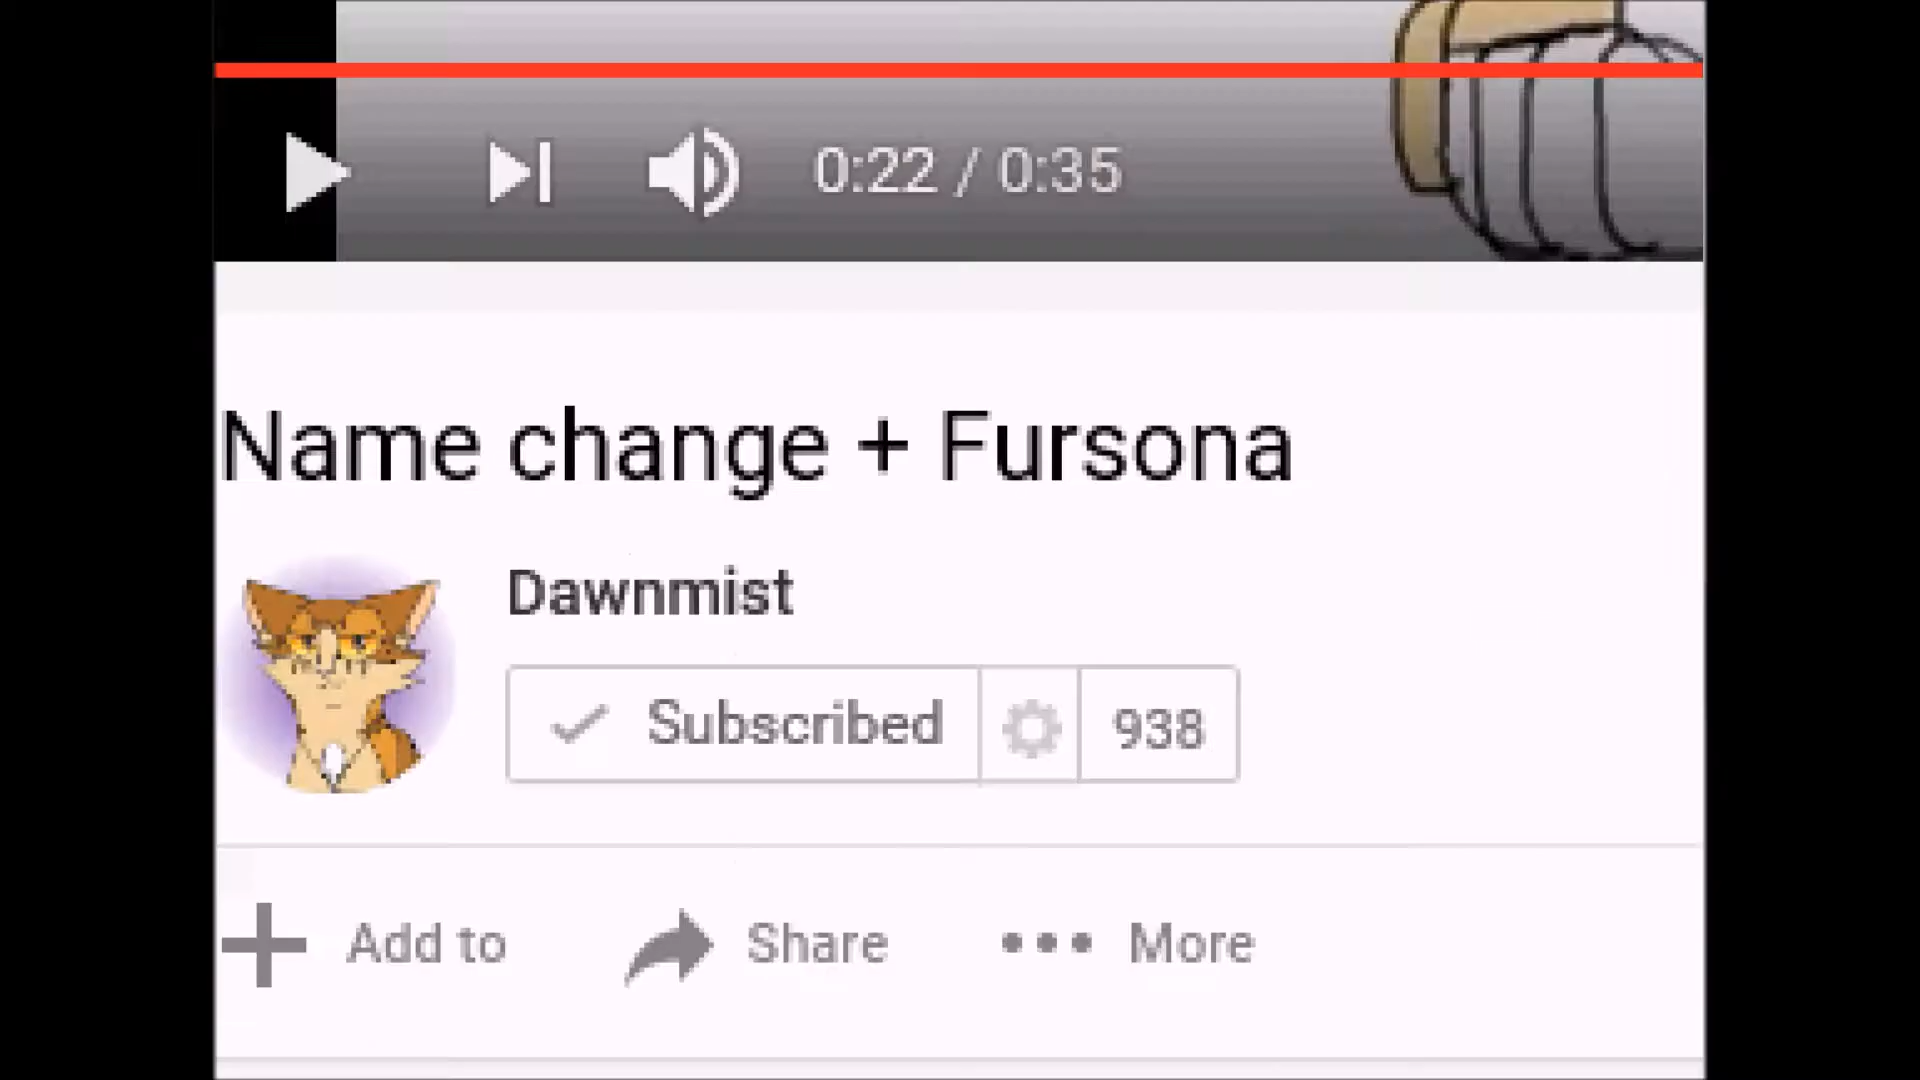 0:22 / 0:35
Name change + Fursona
Dawnmist
Subscribed 938
Add to Share More